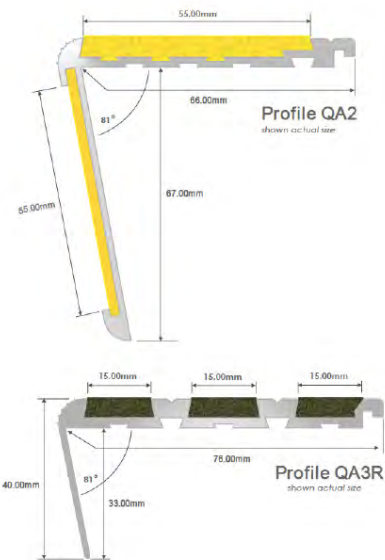 55.00mm
66.00mm
Profile QA2
shown actual size
81°
67.00mm
55.00mm
15.00mm
15.00mm
15.00mm
76.00mm
Profile QA3R
shown actual size
81°
40.00mm
33.00mm